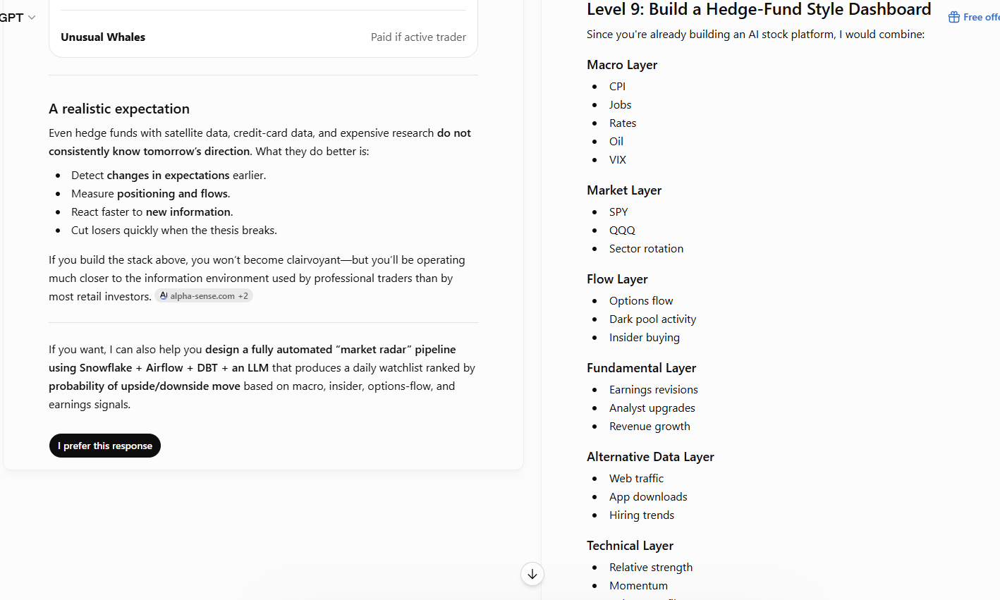 GPT
Unusual Whales Paid if active trader
A realistic expectation
Even hedge funds with satellite data, credit-card data, and expensive research do not
consistently know tomorrow’s direction. What they do better is:
Detect changes in expectations earlier.
Measure positioning and flows.
React faster to new information.
Cut losers quickly when the thesis breaks.
If you build the stack above, you won’t become clairvoyant—but you’ll be operating
much closer to the information environment used by professional traders than by
most retail investors. AI alpha-sense.com +2
If you want, I can also help you design a fully automated “market radar” pipeline
using Snowflake + Airflow + DBT + an LLM that produces a daily watchlist ranked by
probability of upside/downside move based on macro, insider, options-flow, and
earnings signals.
I prefer this response
Level 9: Build a Hedge-Fund Style Dashboard
Free offe
Since you're already building an AI stock platform, I would combine:
Macro Layer
CPI
Jobs
Rates
Oil
VIX
Market Layer
SPY
QQQ
Sector rotation
Flow Layer
Options flow
Dark pool activity
Insider buying
Fundamental Layer
Earnings revisions
Analyst upgrades
Revenue growth
Alternative Data Layer
Web traffic
App downloads
Hiring trends
Technical Layer
Relative strength
Momentum